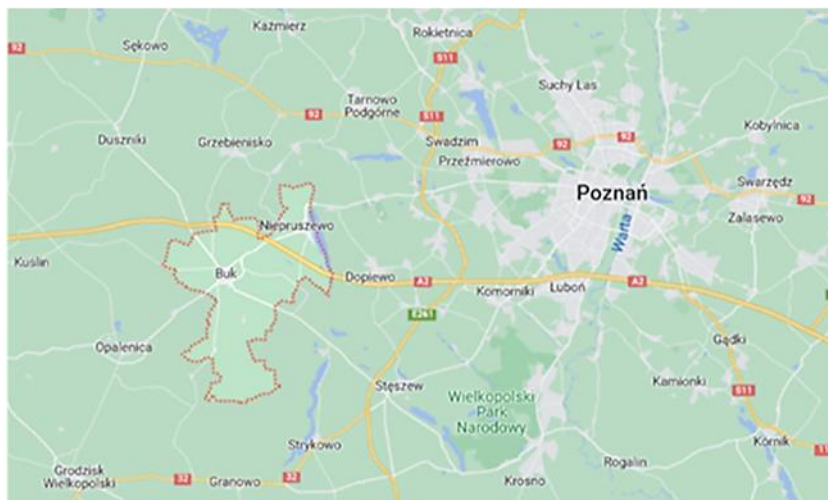 Kaźmierz
Rokietnica
92
Sękowo
S11
Suchy Las
Tarnowo
Podgórne
92
S11
Kobylnica
Duszniki
Grzebienisko
Swadzim
92
92
Przeźmierowo
Poznań
Swarzędz
92
Zalasewo
Niepruszewo
Warta
Kuślin
Buk
Dopiewo
A2
Komorniki
Luboń
A2
E261
Opalenica
Gądki
Stęszew
Kamionki
S11
Wielkopolski
Park
Narodowy
Strykowo
Kórnik
11
Grodzisk
Wielkopolski
32
Granowo
32
Krosno
Rogalin